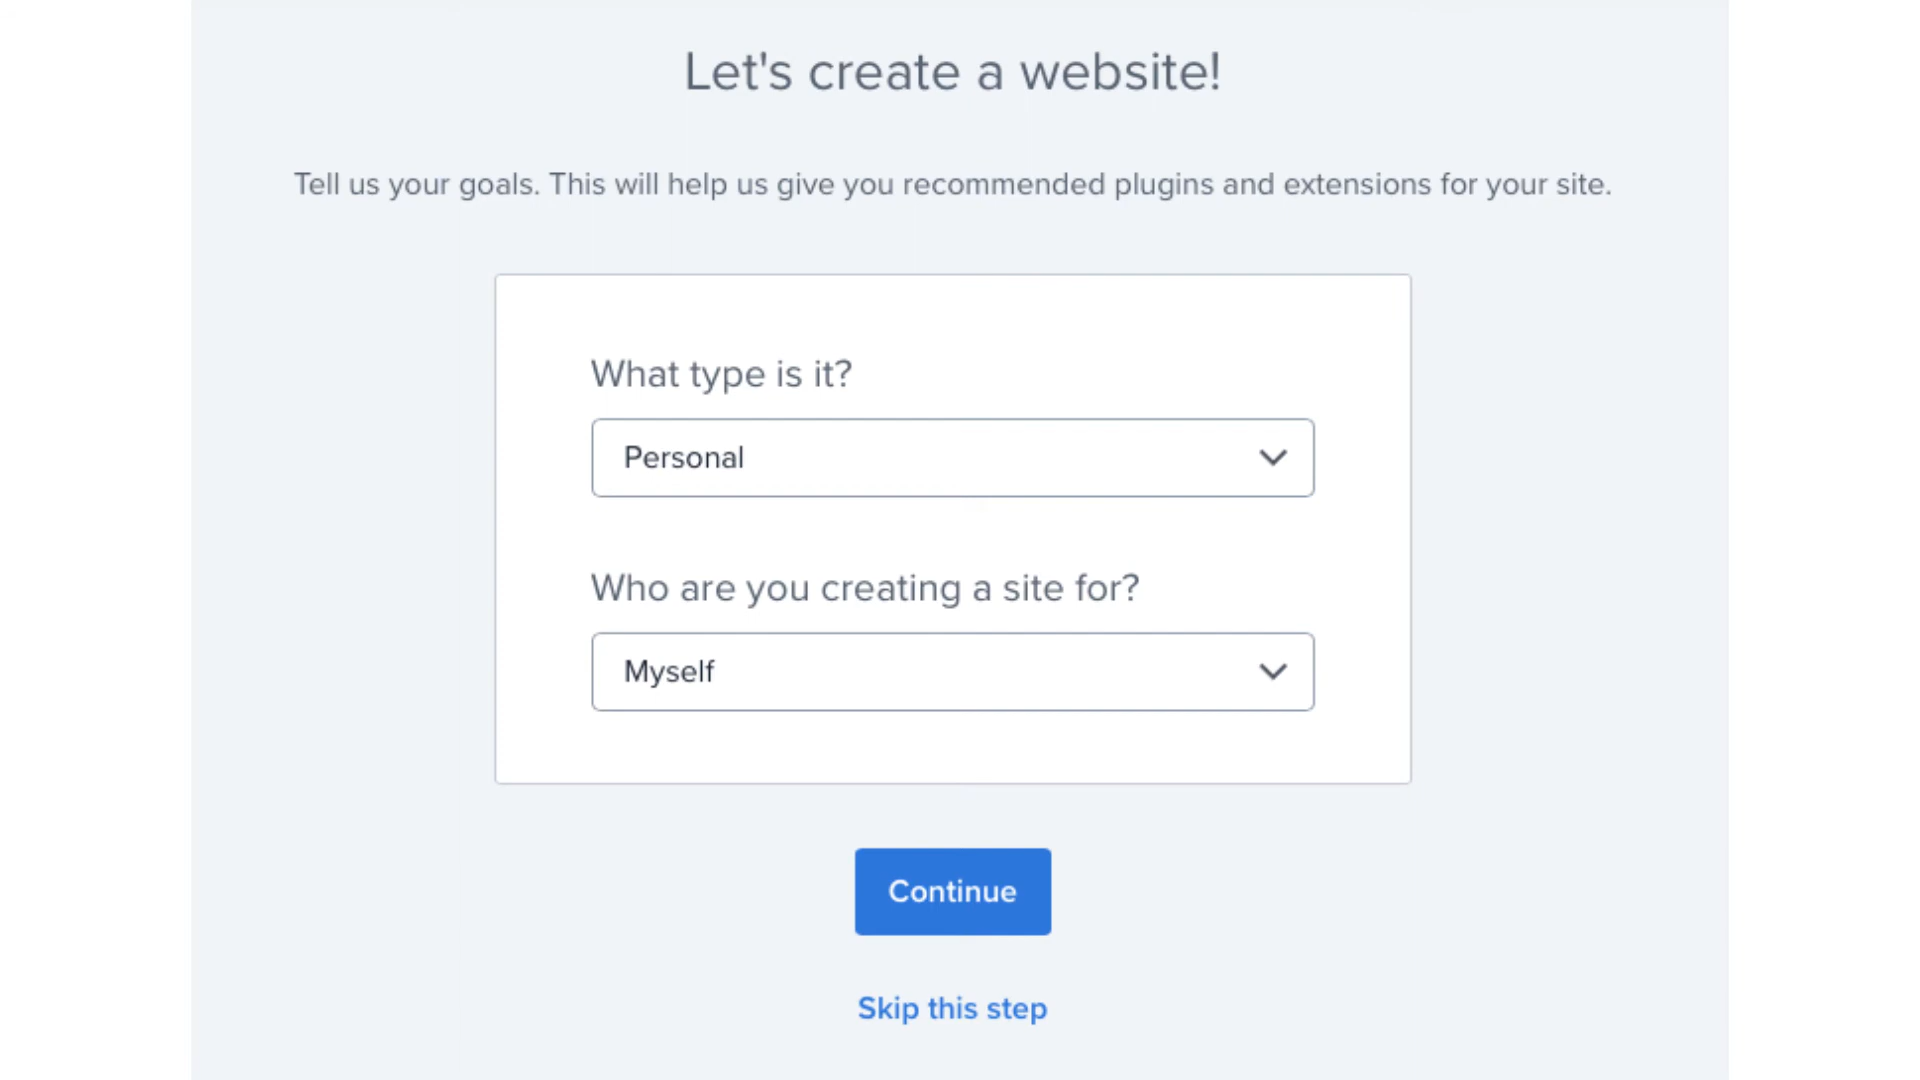 Let's create a website!
Tell us your goals. This will help us give you recommended plugins and extensions for your site.
What type is it?
Personal
Who are you creating a site for?
Myself
Continue
Skip this step